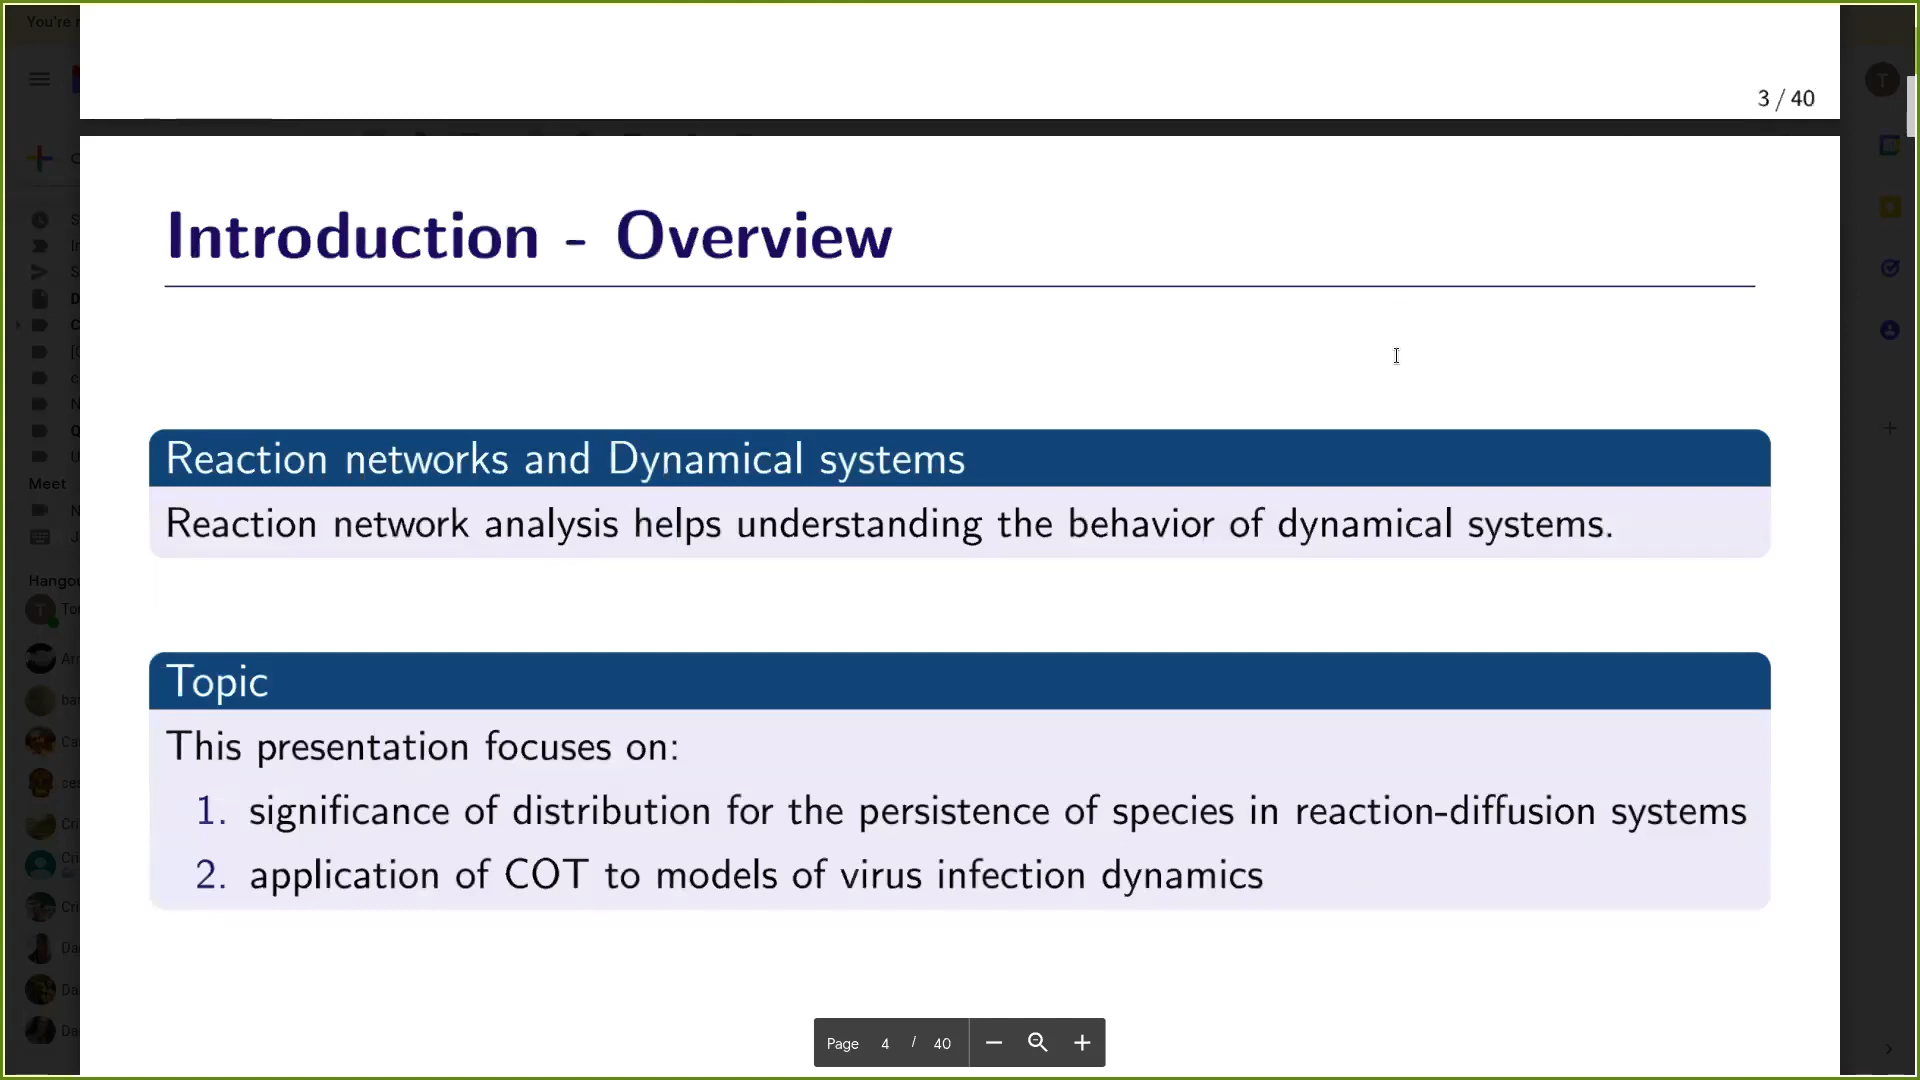 You're
3 / 40
Introduction - Overview
Reaction networks and Dynamical systems
Reaction network analysis helps understanding the behavior of dynamical systems.
Topic
This presentation focuses on:
1. significance of distribution for the persistence of species in reaction-diffusion systems
2. application of COT to models of virus infection dynamics
Meet
T
Page 4 / 40